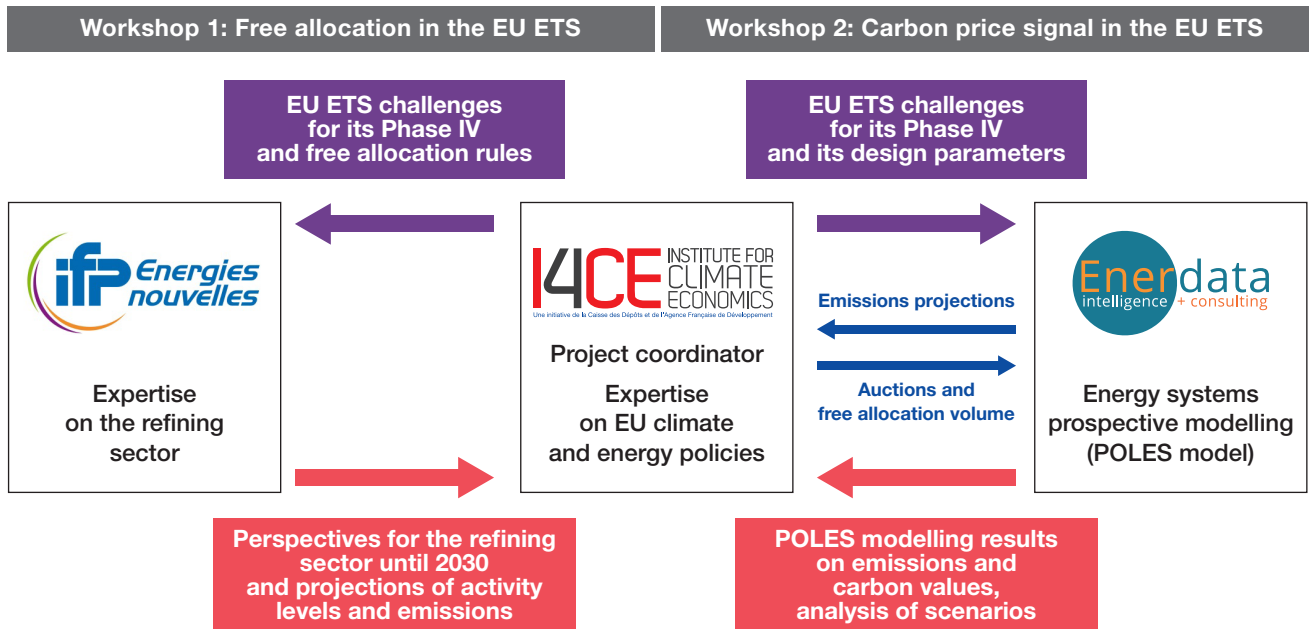 Workshop 1: Free allocation in the EU ETS
Workshop 2: Carbon price signal in the EU ETS
EU ETS challenges
for its Phase IV
and free allocation rules
EU ETS challenges
for its Phase IV
and its design parameters
ifp Energies
nouvelles
Expertise
on the refining
sector
I4CE
INSTITUTE FOR
CLIMATE
ECONOMICS
Une initiative de la Caisse des Dépôts et de l'Agence Française de Développement
Project coordinator
Expertise
on EU climate
and energy policies
Emissions projections
Auctions and
free allocation volume
Enerdata
intelligence + consulting
Energy systems
prospective modelling
(POLES model)
Perspectives for the refining
sector until 2030
and projections of activity
levels and emissions
POLES modelling results
on emissions and
carbon values,
analysis of scenarios